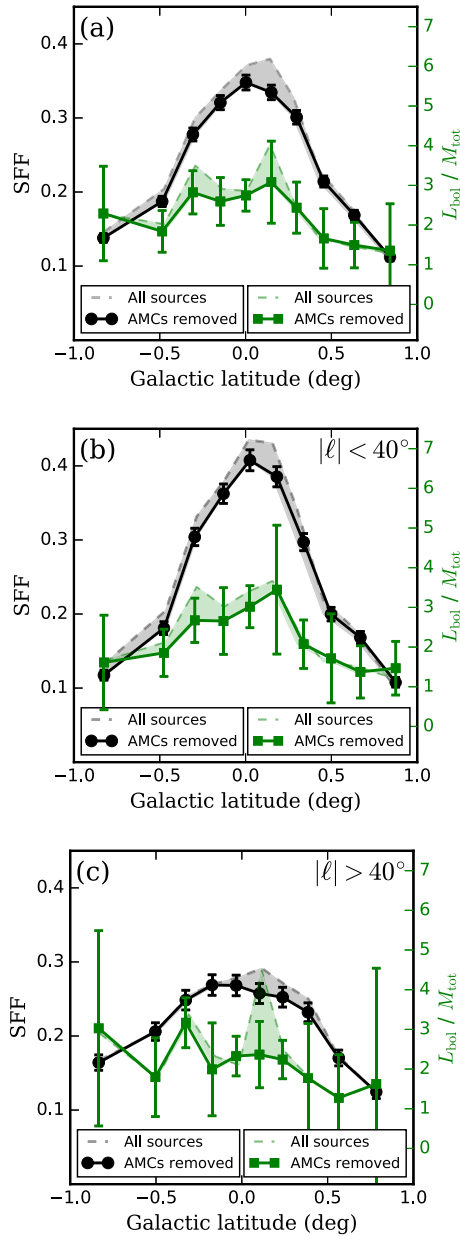 (a)
0.4
0.3
0.2
0.1
SFF
7
6
5
4
3
2
1
0
L_bol / M_tot
All sources
AMCs removed
All sources
AMCs removed
−1.0 −0.5 0.0 0.5 1.0
Galactic latitude (deg)
(b) |ℓ| < 40°
0.4
0.3
0.2
0.1
SFF
7
6
5
4
3
2
1
0
L_bol / M_tot
All sources
AMCs removed
All sources
AMCs removed
−1.0 −0.5 0.0 0.5 1.0
Galactic latitude (deg)
(c) |ℓ| > 40°
0.4
0.3
0.2
0.1
SFF
7
6
5
4
3
2
1
0
L_bol / M_tot
All sources
AMCs removed
All sources
AMCs removed
−1.0 −0.5 0.0 0.5 1.0
Galactic latitude (deg)